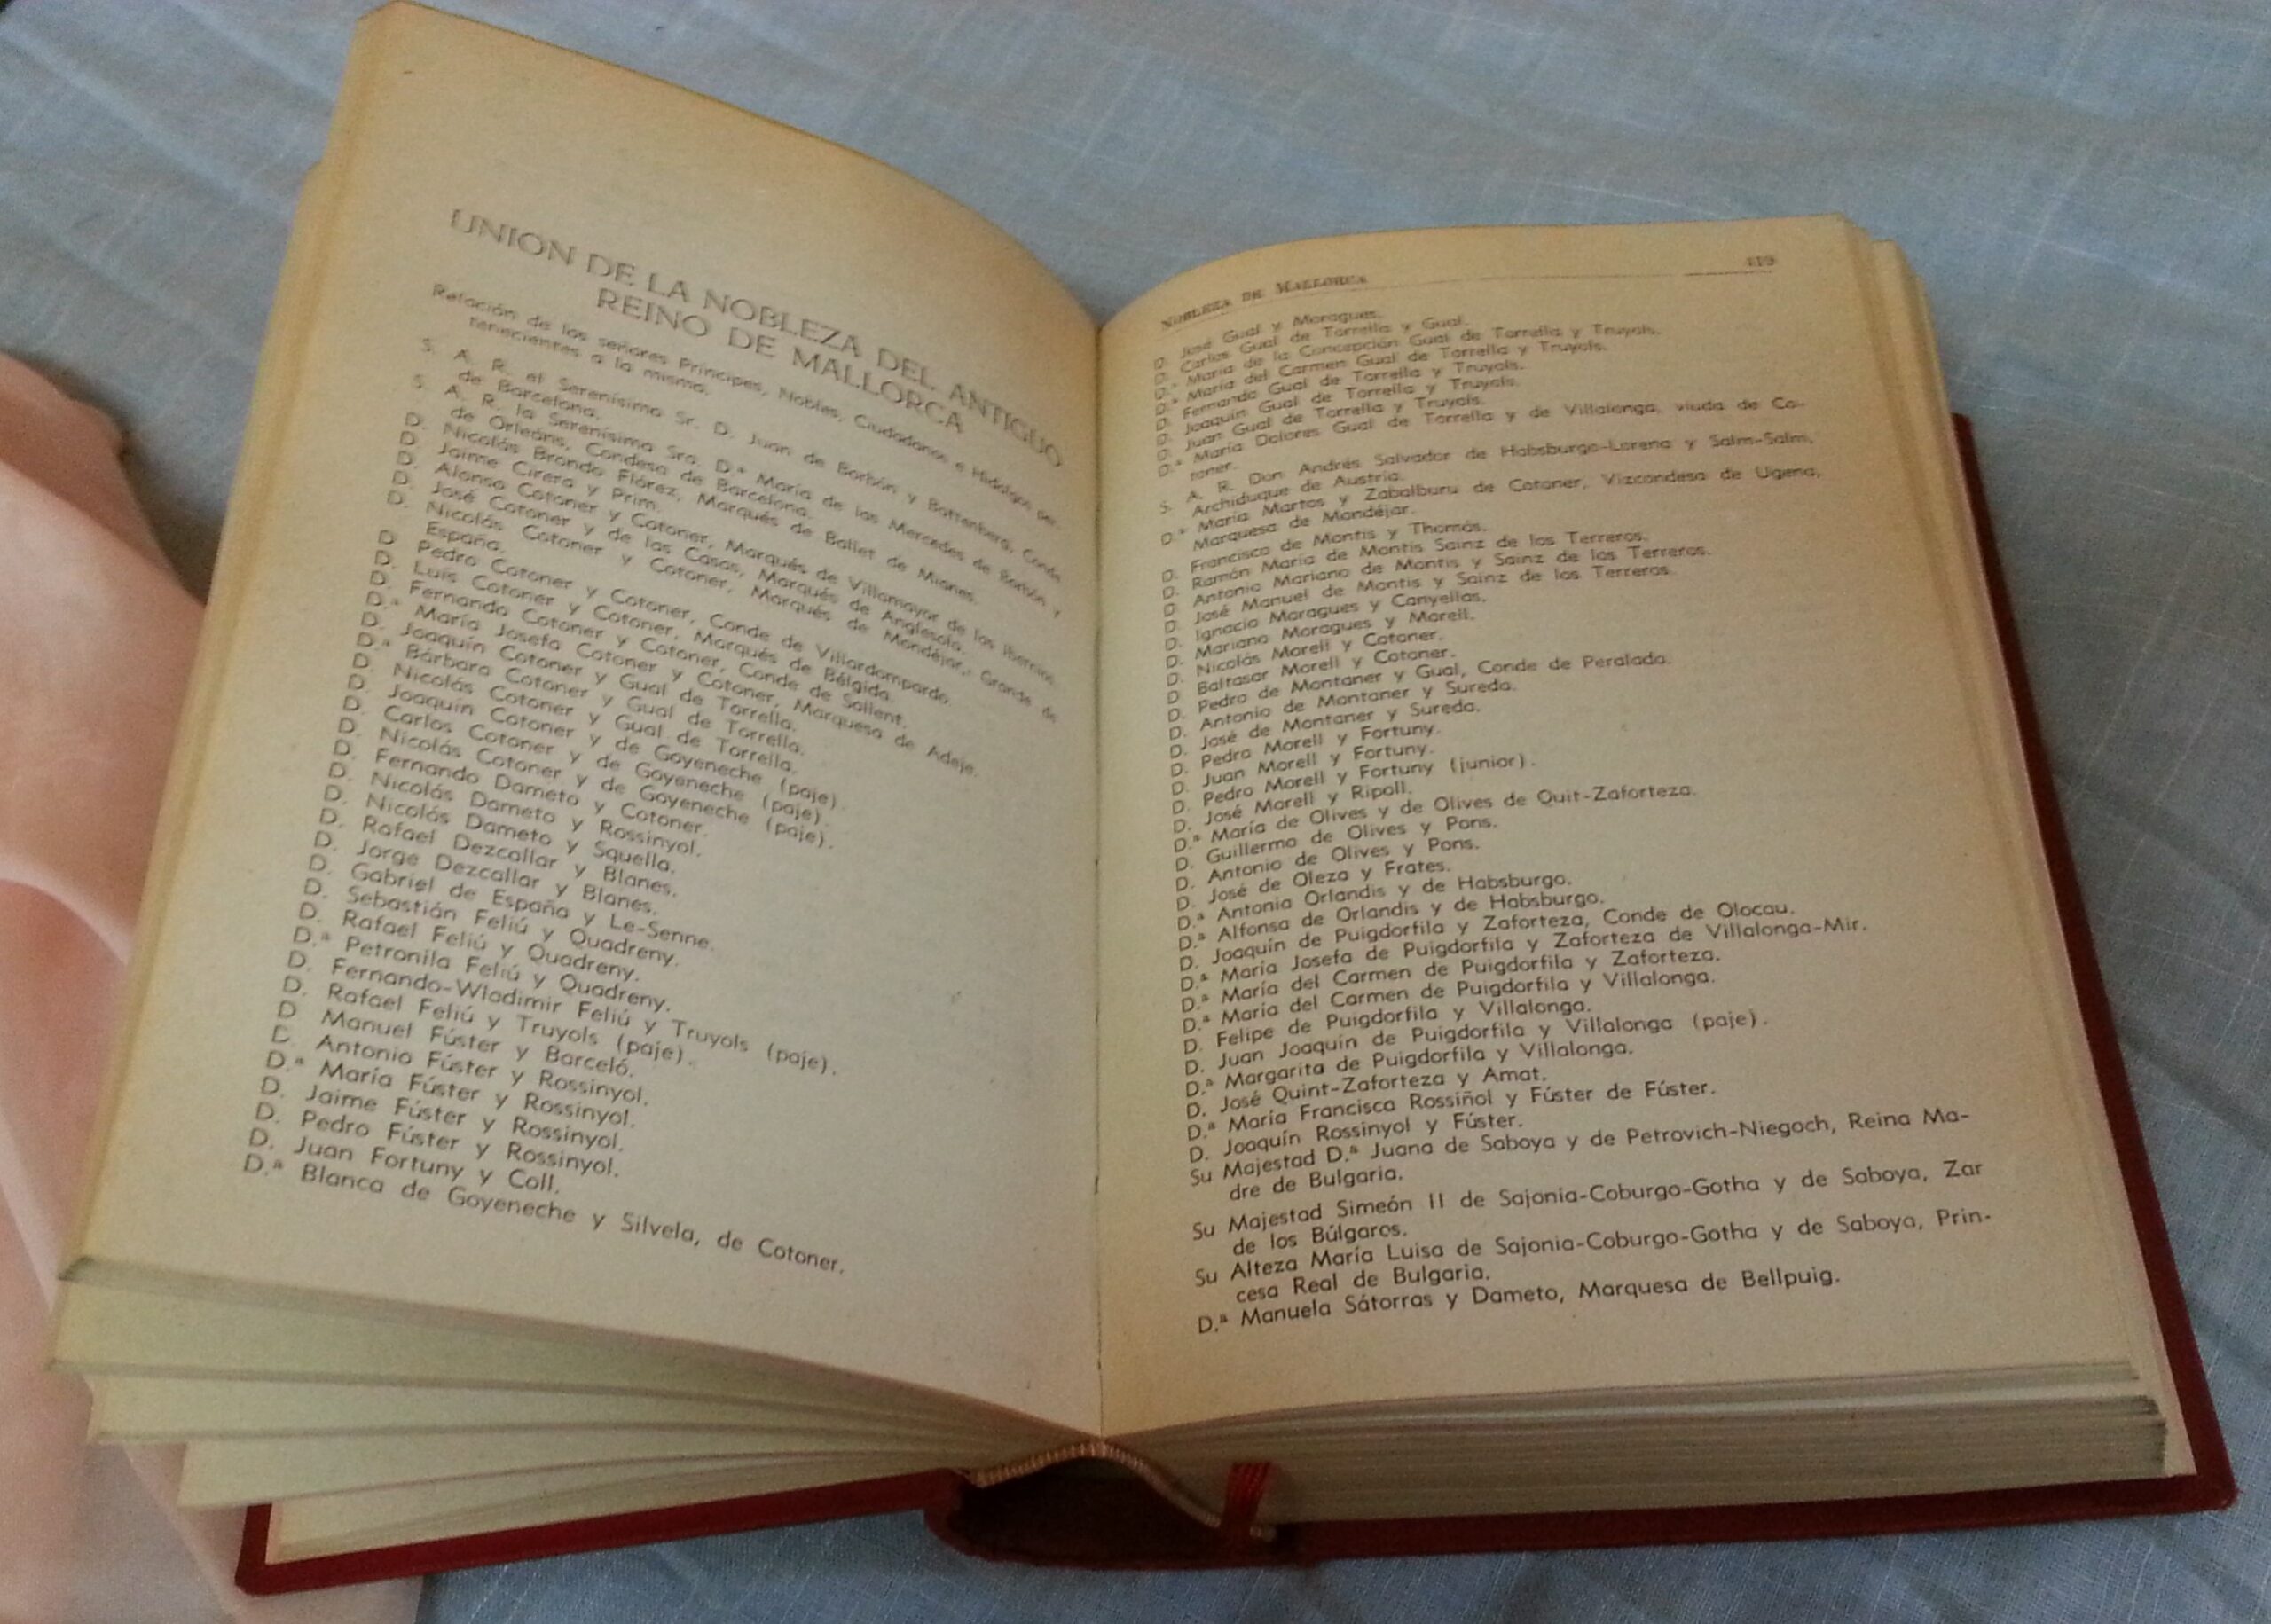 UNION DE LA NOBLEZA DEL ANTIGUO
REINO DE MALLORCA
Relación de los señores Príncipes, Nobles, Ciudadanos e Hidalgos per-
tenecientes a la misma.
S. A. R. el Serenísimo Sr. D. Juan de Borbón y Battenberg, Conde
de Barcelona.
S. A. R. la Serenísima Sra. D.ª María de las Mercedes de Borbón y
de Orleáns, Condesa de Barcelona.
D. Nicolás Brondo Flórez, Marqués de Ballet de Mianes.
D. Jaime Cirera y Prim.
D. Alonso Cotoner y Cotoner, Marqués de Villamayor de las Ibernias.
D. José Cotoner y de las Casas, Marqués de Anglesola.
D. Nicolás Cotoner y Cotoner, Marqués de Mondéjar, Grande de
España.
D. Pedro Cotoner y Cotoner, Conde de Villardompardo.
D. Luis Cotoner y Cotoner, Marqués de Bélgida.
D. Fernando Cotoner y Cotoner, Conde de Sallent.
D.ª María Josefa Cotoner y Cotoner, Marquesa de Adeje.
D. Joaquín Cotoner y Gual de Torrella.
D.ª Bárbara Cotoner y Gual de Torrella.
D. Nicolás Cotoner y Gual de Torrella.
D. Joaquín Cotoner y de Goyeneche (paje).
D. Carlos Cotoner y de Goyeneche (paje).
D. Nicolás Cotoner y de Goyeneche (paje).
D. Fernando Dameto y Cotoner.
D. Nicolás Dameto y Rossinyol.
D. Nicolás Dameto y Squella.
D. Rafael Dezcallar y Blanes.
D. Jorge Dezcallar y Blanes.
D. Gabriel de España y Le-Senne.
D. Sebastián Feliú y Quadreny.
D. Rafael Feliú y Quadreny.
D.ª Petronila Feliú y Quadreny.
D. Fernando-Wladimir Feliú y Truyols (paje).
D. Rafael Feliú y Truyols (paje).
D Manuel Fúster y Barceló.
D. Antonio Fúster y Rossinyol.
D.ª María Fúster y Rossinyol.
D. Jaime Fúster y Rossinyol.
D. Pedro Fúster y Rossinyol.
D. Juan Fortuny y Coll.
D.ª Blanca de Goyeneche y Silvela, de Cotoner.
NOBLEZA DE MALLORCA 419
D. José Gual y Moragues.
D. Carlos Gual de Torrella y Gual.
D.ª María de la Concepción Gual de Torrella y Truyols.
D.ª María del Carmen Gual de Torrella y Truyols.
D. Fernando Gual de Torrella y Truyols.
D. Joaquín Gual de Torrella y Truyols.
D. Juan Gual de Torrella y Truyols.
D.ª María Dolores Gual de Torrella y de Villalonga, viuda de Co-
toner.
S. A. R. Don Andrés Salvador de Habsburgo-Lorena y Salm-Salm,
Archiduque de Austria.
D.ª María Martos y Zabalburu de Cotoner, Vizcondesa de Ugena,
Marquesa de Mondéjar.
D. Francisco de Montis y Thomás.
D. Ramón María de Montis Sainz de los Terreros.
D. Antonio Mariano de Montis y Sainz de los Terreros.
D. José Manuel de Montis y Sainz de los Terreros.
D. Ignacio Moragues y Canyellas.
D. Mariano Moragues y Morell.
D. Nicolás Morell y Cotoner.
D Baltasar Morell y Cotoner.
D. Pedro de Montaner y Gual, Conde de Peralada.
D. Antonio de Montaner y Sureda.
D. José de Montaner y Sureda.
D. Pedro Morell y Fortuny.
D. Juan Morell y Fortuny.
D. Pedro Morell y Fortuny (junior).
D. José Morell y Ripoll.
D.ª María de Olives y de Olives de Quit-Zaforteza.
D. Guillermo de Olives y Pons.
D. Antonio de Olives y Pons.
D. José de Oleza y Frates.
D.ª Antonia Orlandis y de Habsburgo.
D.ª Alfonsa de Orlandis y de Habsburgo.
D. Joaquín de Puigdorfila y Zaforteza, Conde de Olocau.
D.ª María Josefa de Puigdorfila y Zaforteza de Villalonga-Mir.
D.ª María del Carmen de Puigdorfila y Zaforteza.
D.ª María del Carmen de Puigdorfila y Villalonga.
D. Felipe de Puigdorfila y Villalonga.
D. Juan Joaquín de Puigdorfila y Villalonga (paje).
D.ª Margarita de Puigdorfila y Villalonga.
D. José Quint-Zaforteza y Amat.
D.ª María Francisca Rossiñol y Fúster de Fúster.
D. Joaquín Rossinyol y Fúster.
Su Majestad D.ª Juana de Saboya y de Petrovich-Niegoch, Reina Ma-
dre de Bulgaria.
Su Majestad Simeón II de Sajonia-Coburgo-Gotha y de Saboya, Zar
de los Búlgaros.
Su Alteza María Luisa de Sajonia-Coburgo-Gotha y de Saboya, Prin-
cesa Real de Bulgaria.
D.ª Manuela Sátorras y Dameto, Marquesa de Bellpuig.